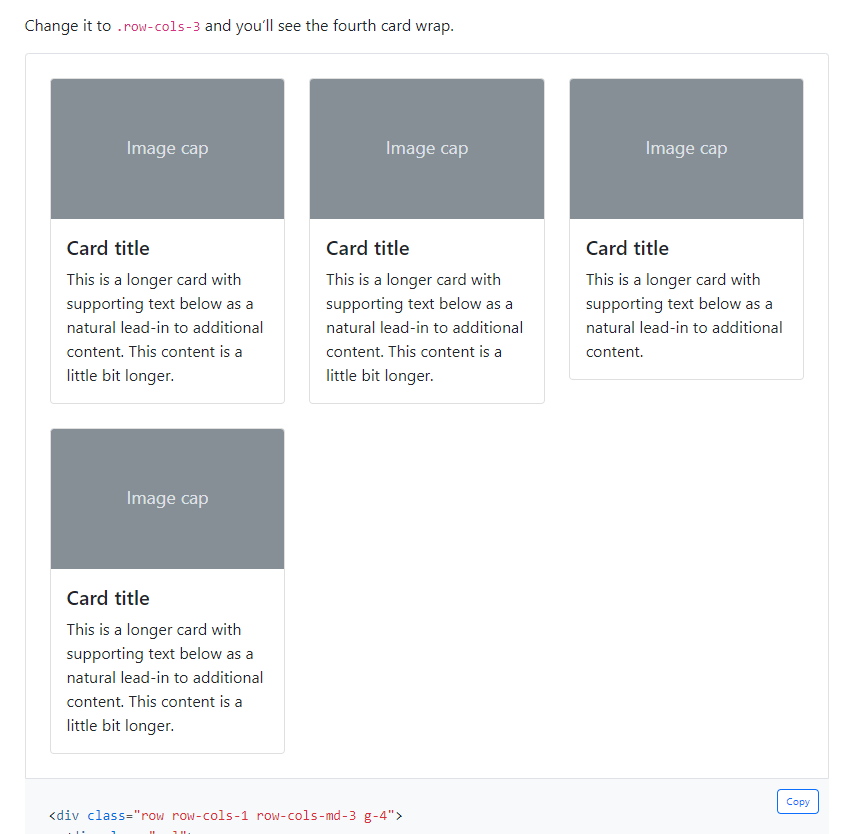 Change it to .row-cols-3 and you’ll see the fourth card wrap.
Image cap
Card title
This is a longer card with
supporting text below as a
natural lead-in to additional
content. This content is a
little bit longer.
Image cap
Card title
This is a longer card with
supporting text below as a
natural lead-in to additional
content. This content is a
little bit longer.
Image cap
Card title
This is a longer card with
supporting text below as a
natural lead-in to additional
content.
Image cap
Card title
This is a longer card with
supporting text below as a
natural lead-in to additional
content. This content is a
little bit longer.
Copy
<div class="row row-cols-1 row-cols-md-3 g-4">